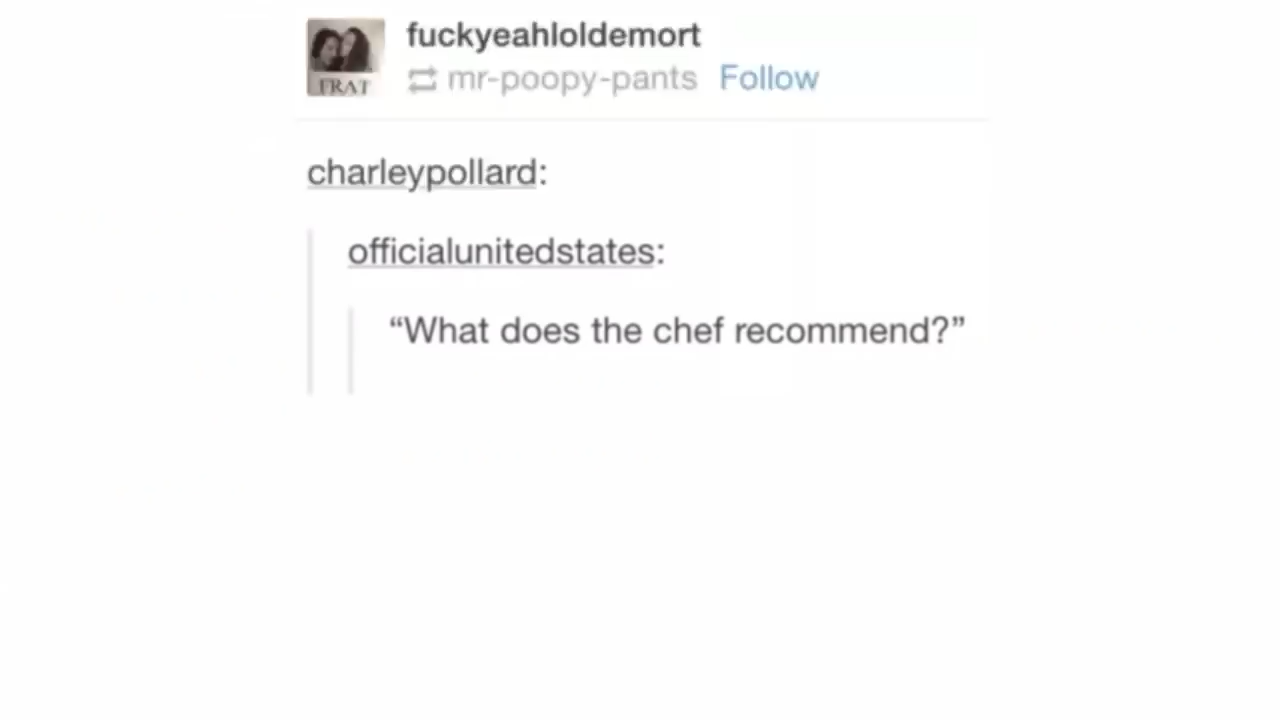 fuckyeahloldemort
mr-poopy-pants Follow
FRAT
charleypollard:
officialunitedstates:
“What does the chef recommend?”